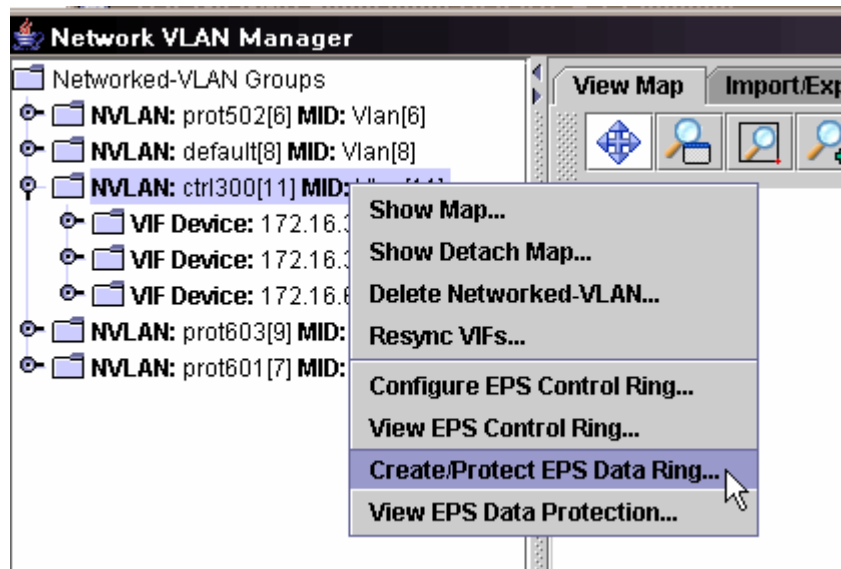 Network VLAN Manager
Networked-VLAN Groups
NVLAN: prot502[6] MID: Vlan[6]
NVLAN: default[8] MID: Vlan[8]
NVLAN: ctrl300[11] MID:
VIF Device: 172.16.
VIF Device: 172.16.
VIF Device: 172.16.
NVLAN: prot603[9] MID:
NVLAN: prot601[7] MID:
View Map
Import/Exp
Show Map...
Show Detach Map...
Delete Networked-VLAN...
Resync VIFs...
Configure EPS Control Ring...
View EPS Control Ring...
Create/Protect EPS Data Ring...
View EPS Data Protection...